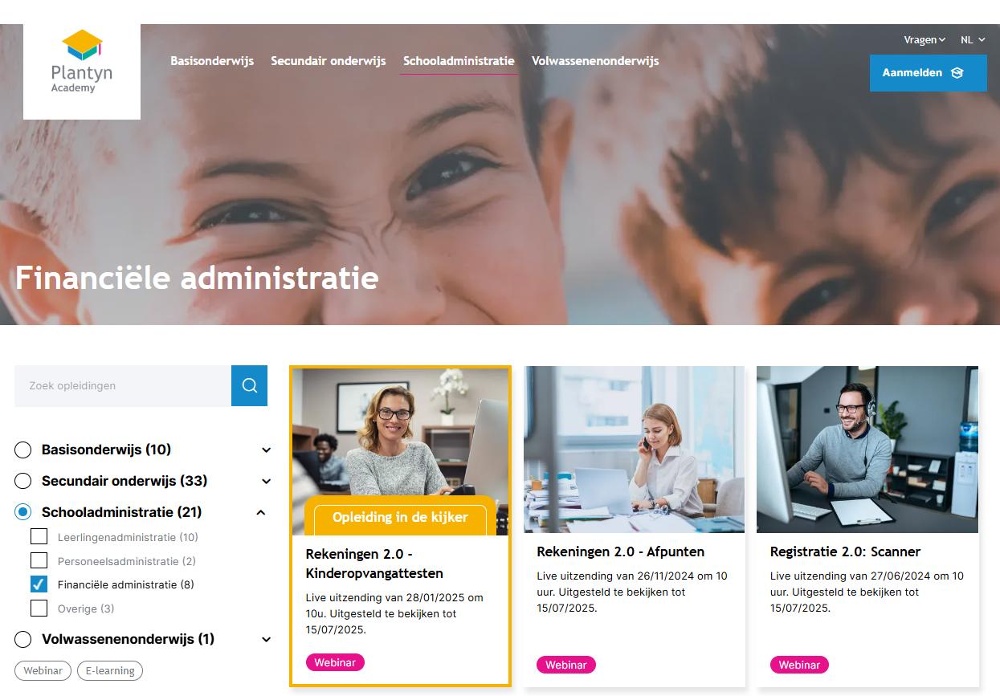 Plantyn
Academy
Basisonderwijs Secundair onderwijs Schooladministratie Volwassenenonderwijs
Vragen NL
Aanmelden
Financiële administratie
Zoek opleidingen
Basisonderwijs (10)
Secundair onderwijs (33)
Schooladministratie (21)
Leerlingenadministratie (10)
Personeelsadministratie (2)
Financiële administratie (8)
Overige (3)
Volwassenenonderwijs (1)
Webinar E-learning
Opleiding in de kijker
Rekeningen 2.0 -
Kinderopvangattesten
Live uitzending van 28/01/2025 om
10u. Uitgesteld te bekijken tot
15/07/2025.
Webinar
Rekeningen 2.0 - Afpunten
Live uitzending van 26/11/2024 om 10
uur. Uitgesteld te bekijken tot
15/07/2025.
Webinar
Registratie 2.0: Scanner
Live uitzending van 27/06/2024 om 10
uur. Uitgesteld te bekijken tot
15/07/2025.
Webinar